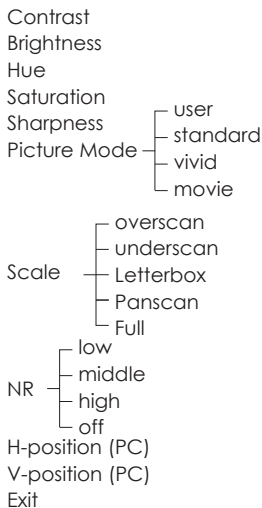 Contrast
Brightness
Hue
Saturation
Sharpness
Picture Mode
user
standard
vivid
movie
Scale
overscan
underscan
Letterbox
Panscan
Full
NR
low
middle
high
off
H-position (PC)
V-position (PC)
Exit